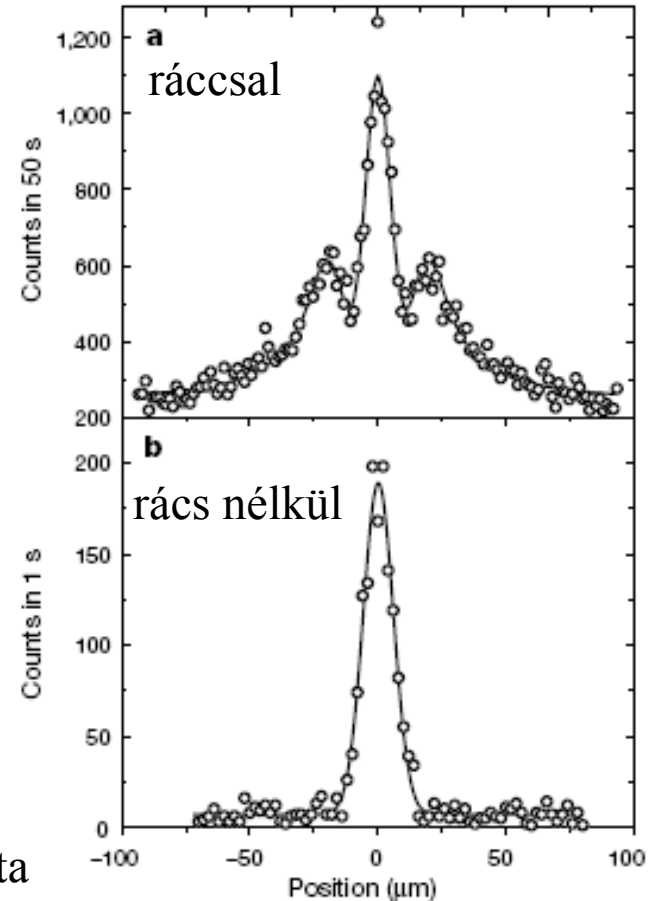 a
ráccsal
1,200
1,000
800
600
400
200
Counts in 50 s
b
rács nélkül
200
150
100
50
0
Counts in 1 s
ta
−100 −50 0 50 100
Position (µm)